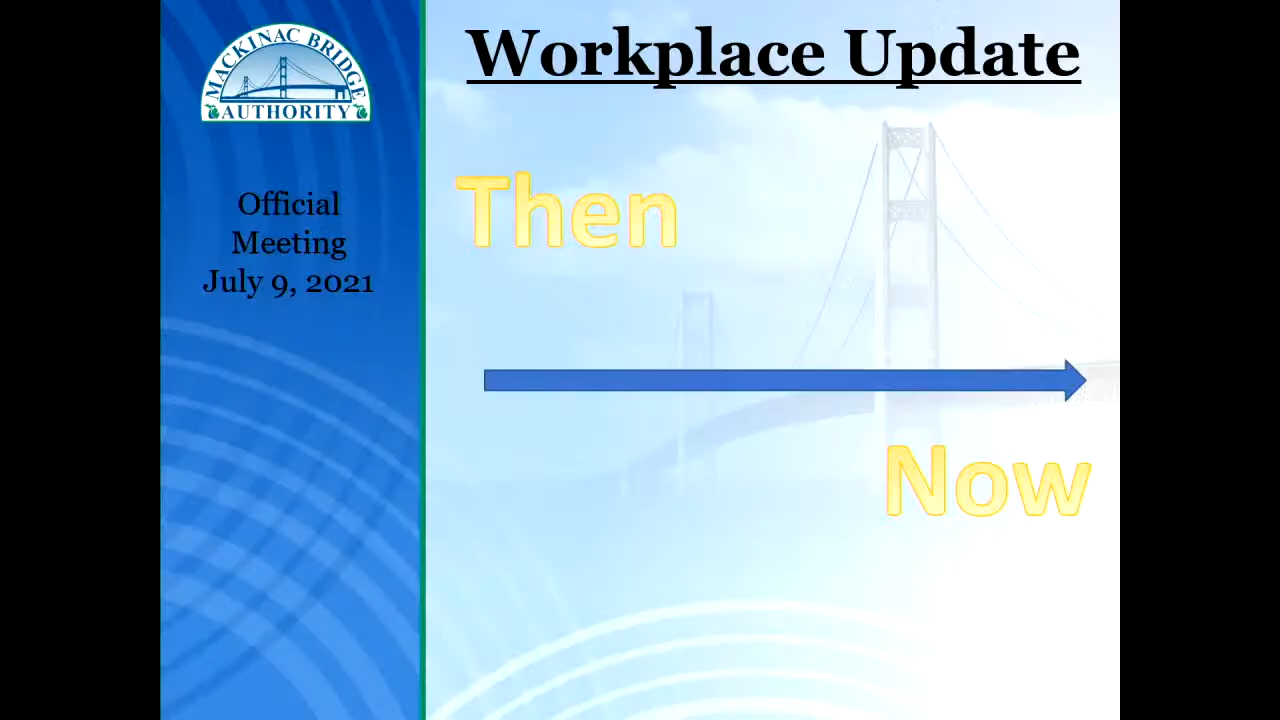 MACKINAC BRIDGE
AUTHORITY
Official
Meeting
July 9, 2021
Workplace Update
Then
Now